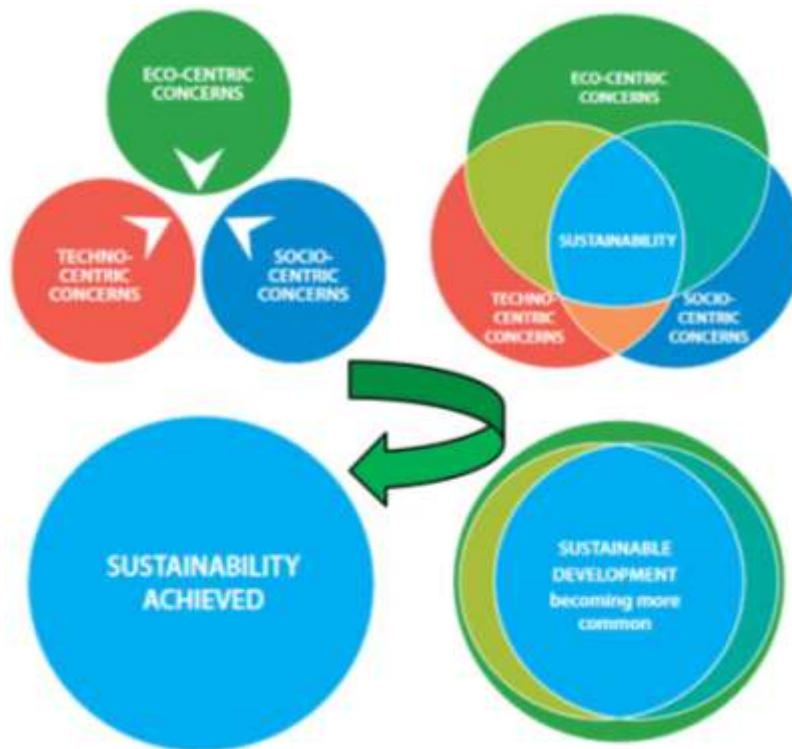 ECO-CENTRIC
CONCERNS
TECHNO-
CENTRIC
CONCERNS
SOCIO-
CENTRIC
CONCERNS
ECO-CENTRIC
CONCERNS
SUSTAINABILITY
TECHNO-
CENTRIC
CONCERNS
SOCIO-
CENTRIC
CONCERNS
SUSTAINABILITY
ACHIEVED
SUSTAINABLE
DEVELOPMENT
becoming more
common